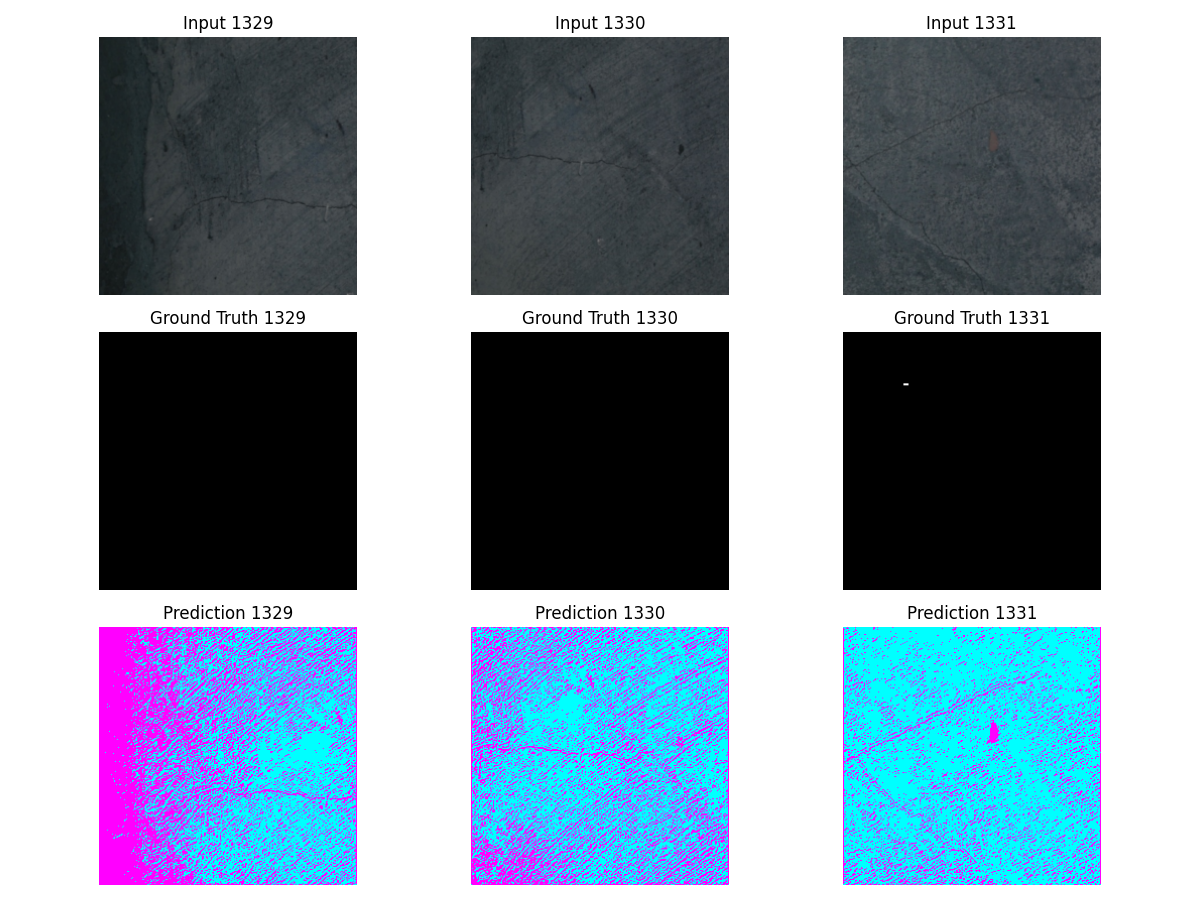 Input 1329
Input 1330
Input 1331
Ground Truth 1329
Ground Truth 1330
Ground Truth 1331
Prediction 1329
Prediction 1330
Prediction 1331